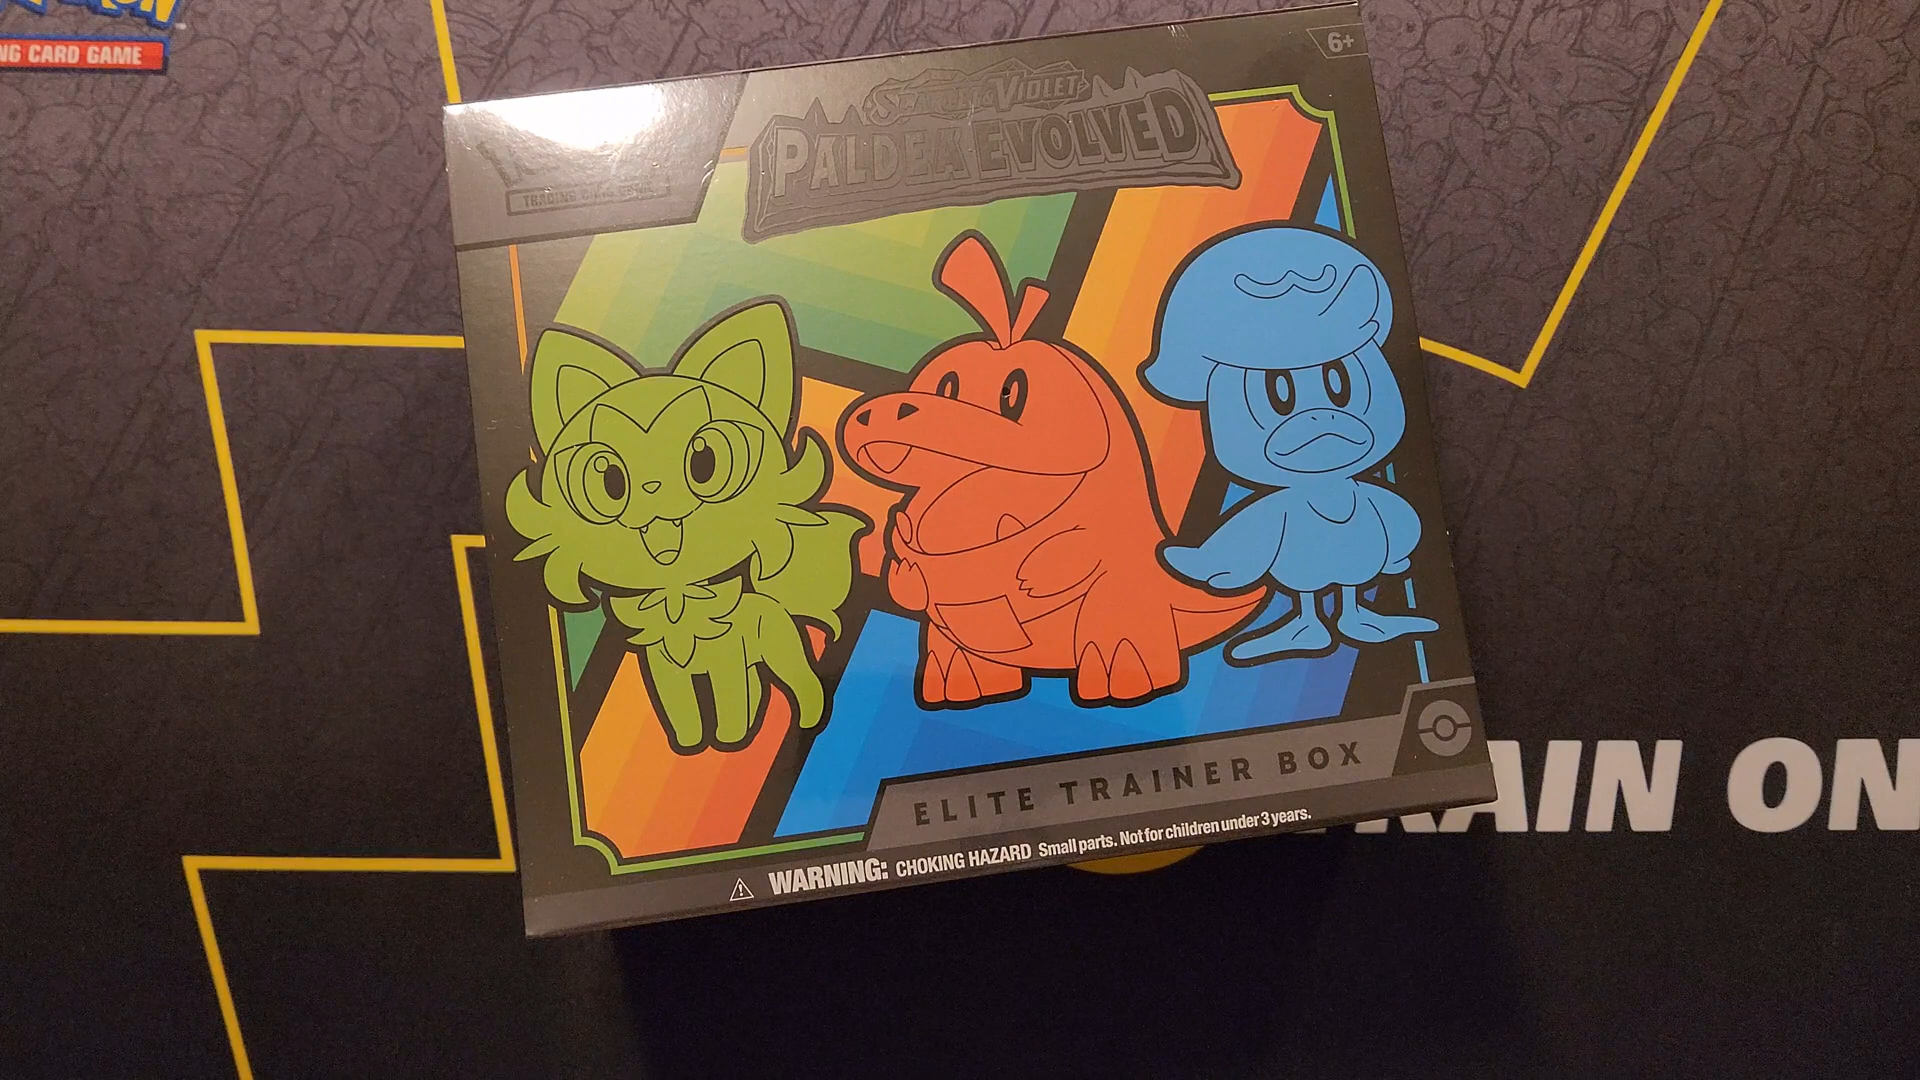 NG CARD GAME
6+
SCARLET & VIOLET
PALDEA EVOLVED
TRADING CARD GAME
ELITE TRAINER BOX
RAIN ON
WARNING: CHOKING HAZARD Small parts. Not for children under 3 years.